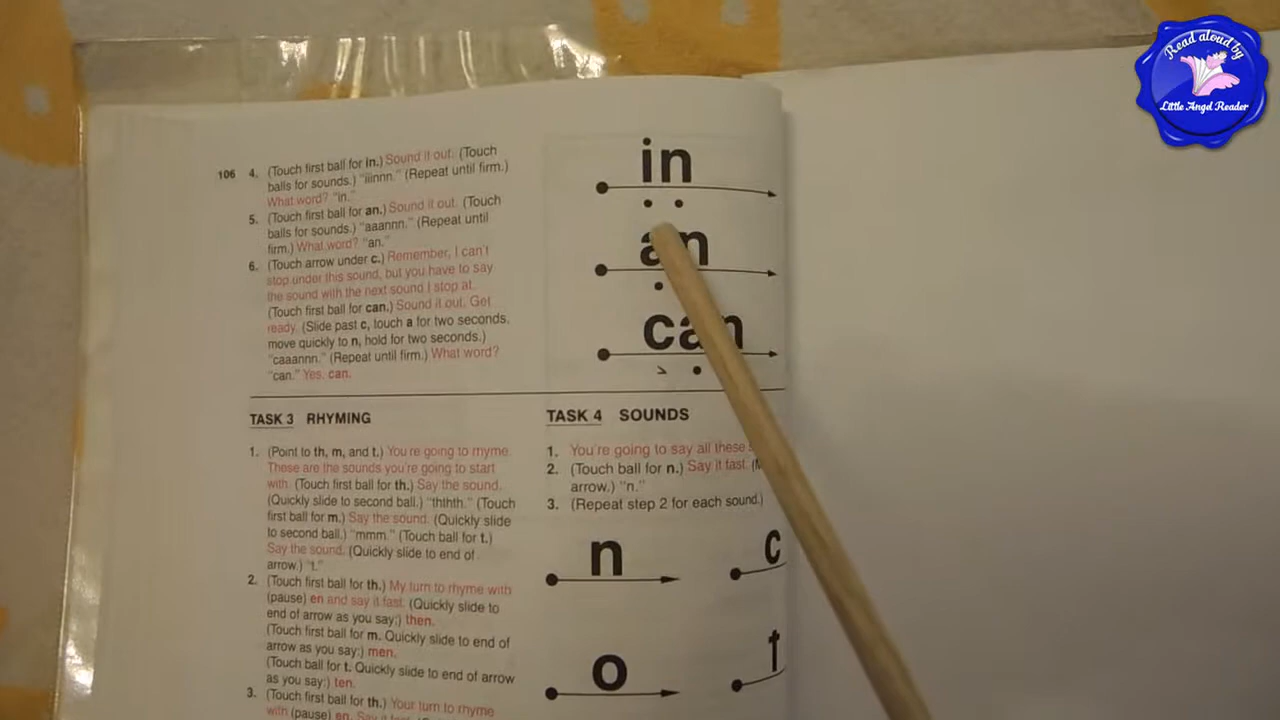 Read aloud by
Little Angel Reader
106 4. (Touch first ball for in.) Sound it out. (Touch
balls for sounds.) "iiinnn." (Repeat until firm.)
What word? "in."
5. (Touch first ball for an.) Sound it out. (Touch
balls for sounds.) "aaannn." (Repeat until
firm.) What word? "an."
6. (Touch arrow under c.) Remember, I can't
stop under this sound, but you have to say
the sound with the next sound I stop at.
(Touch first ball for can.) Sound it out. Get
ready. (Slide past c, touch a for two seconds,
move quickly to n, hold for two seconds.)
"caaannn." (Repeat until firm.) What word?
"can." Yes, can.
in
an
can
TASK 3 RHYMING
1. (Point to th, m, and t.) You're going to rhyme.
These are the sounds you're going to start
with. (Touch first ball for th.) Say the sound.
(Quickly slide to second ball.) "ththth." (Touch
first ball for m.) Say the sound. (Quickly slide
to second ball.) "mmm." (Touch ball for t.)
Say the sound. (Quickly slide to end of
arrow.) "t."
2. (Touch first ball for th.) My turn to rhyme with
(pause) en and say it fast. (Quickly slide to
end of arrow as you say:) then.
(Touch first ball for m. Quickly slide to end of
arrow as you say:) men.
(Touch ball for t. Quickly slide to end of arrow
as you say:) ten.
3. (Touch first ball for th.) Your turn to rhyme
with (pause) en. Say it fast.
TASK 4 SOUNDS
1. You're going to say all these
2. (Touch ball for n.) Say it fast.
arrow.) "n."
3. (Repeat step 2 for each sound.)
n c
o t